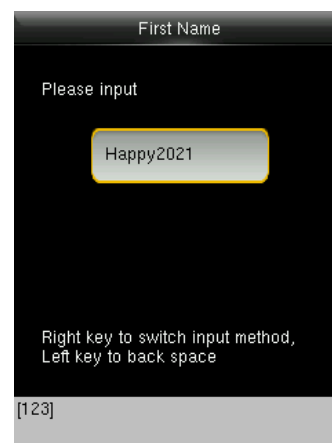 First Name
Please input
Happy2021
Right key to switch input method,
Left key to back space
[123]